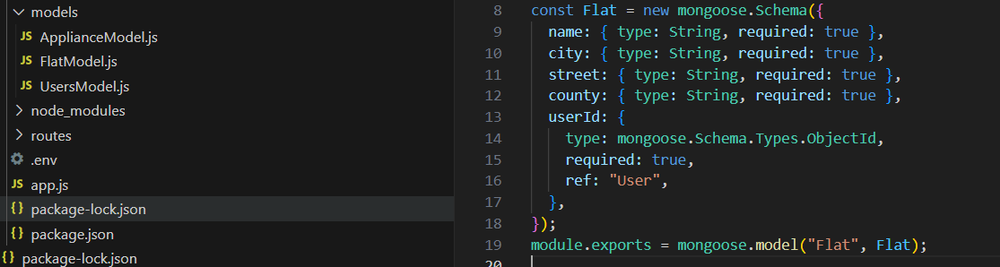 models
JS ApplianceModel.js
JS FlatModel.js
JS UsersModel.js
node_modules
routes
.env
JS app.js
{} package-lock.json
{} package.json
{} package-lock.json
8 const Flat = new mongoose.Schema({
9 name: { type: String, required: true },
10 city: { type: String, required: true },
11 street: { type: String, required: true },
12 county: { type: String, required: true },
13 userId: {
14 type: mongoose.Schema.Types.ObjectId,
15 required: true,
16 ref: "User",
17 },
18 });
19 module.exports = mongoose.model("Flat", Flat);
20